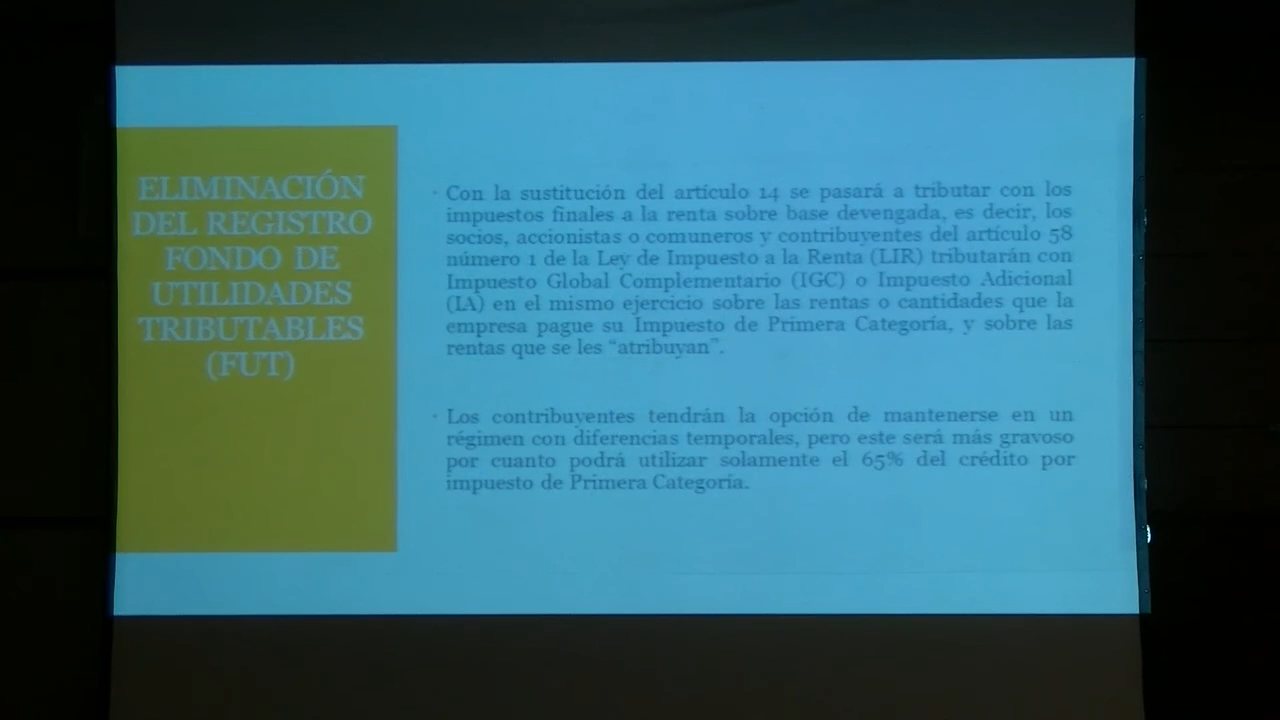 ELIMINACIÓN
DEL REGISTRO
FONDO DE
UTILIDADES
TRIBUTABLES
(FUT)
· Con la sustitución del artículo 14 se pasará a tributar con los
impuestos finales a la renta sobre base devengada, es decir, los
socios, accionistas o comuneros y contribuyentes del artículo 58
número 1 de la Ley de Impuesto a la Renta (LIR) tributarán con
Impuesto Global Complementario (IGC) o Impuesto Adicional
(IA) en el mismo ejercicio sobre las rentas o cantidades que la
empresa pague su Impuesto de Primera Categoría, y sobre las
rentas que se les “atribuyan”.
· Los contribuyentes tendrán la opción de mantenerse en un
régimen con diferencias temporales, pero este será más gravoso
por cuanto podrá utilizar solamente el 65% del crédito por
impuesto de Primera Categoría.